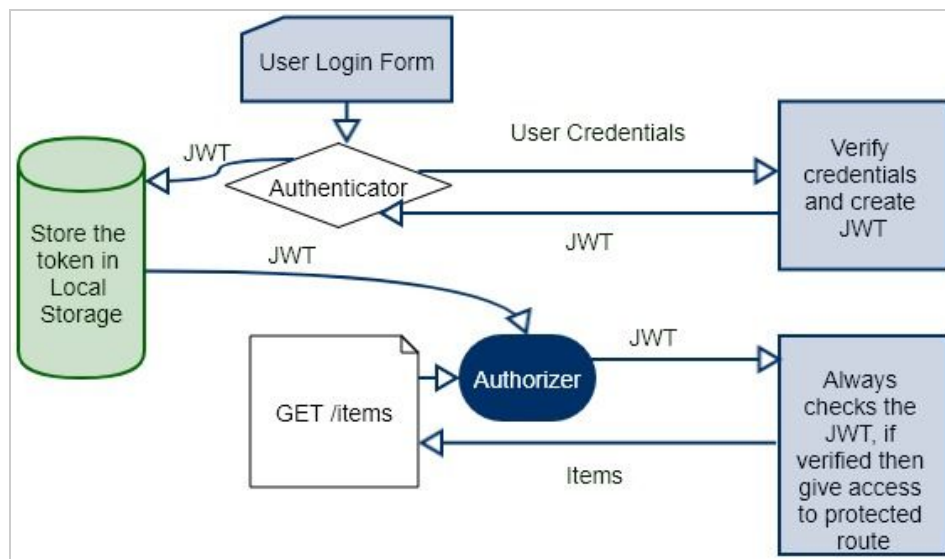 User Login Form
User Credentials
JWT
Authenticator
Verify
credentials
and create
JWT
JWT
Store the
token in
Local
Storage
JWT
JWT
Authorizer
GET /items
Always
checks the
JWT, if
verified then
give access
to protected
route
Items